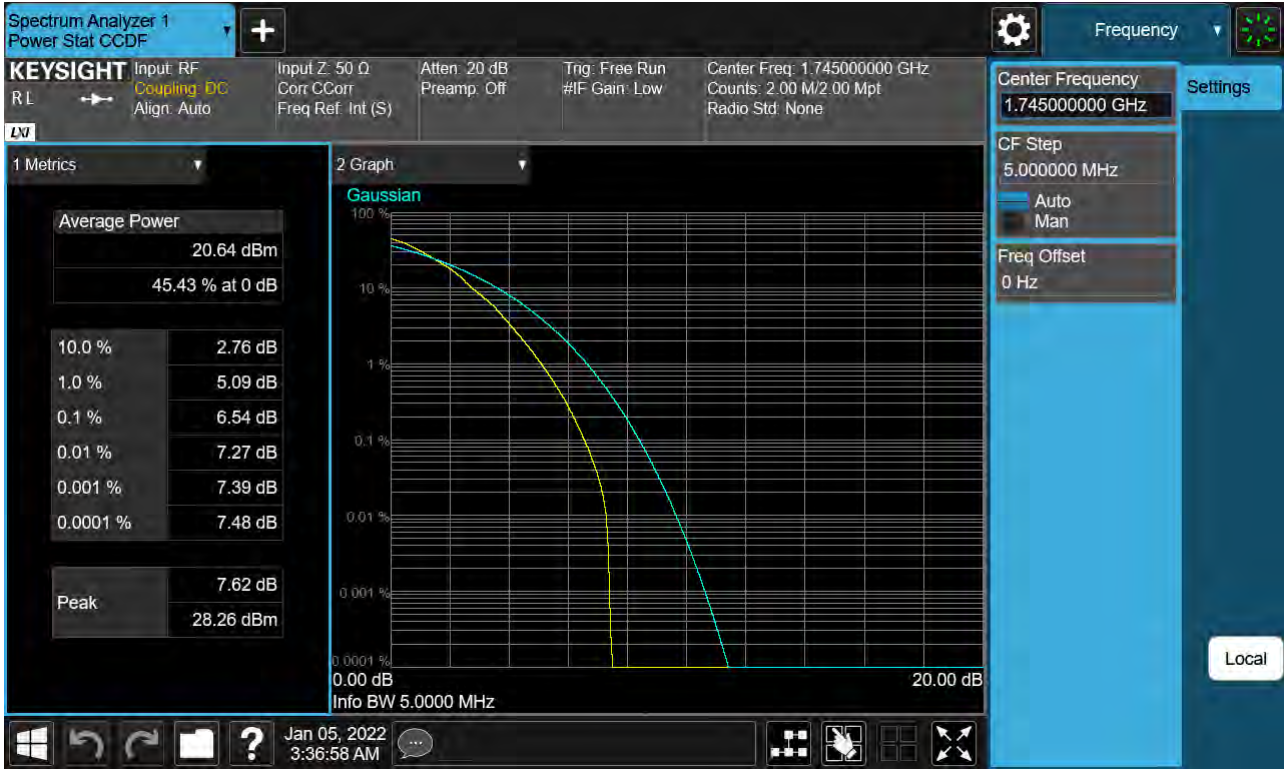 Spectrum Analyzer 1
Power Stat CCDF
Frequency
KEYSIGHT
RL
LXI
Input: RF
Coupling: DC
Align: Auto
Input Z: 50 Ω
Corr CCorr
Freq Ref: Int (S)
Atten: 20 dB
Preamp: Off
Trig: Free Run
#IF Gain: Low
Center Freq: 1.745000000 GHz
Counts: 2.00 M/2.00 Mpt
Radio Std: None
Center Frequency
1.745000000 GHz
Settings
CF Step
5.000000 MHz
Auto
Man
Freq Offset
0 Hz
Local
1 Metrics
Average Power
20.64 dBm
45.43 % at 0 dB
10.0 % 2.76 dB
1.0 % 5.09 dB
0.1 % 6.54 dB
0.01 % 7.27 dB
0.001 % 7.39 dB
0.0001 % 7.48 dB
Peak
7.62 dB
28.26 dBm
2 Graph
Gaussian
100 %
10 %
1 %
0.1 %
0.01 %
0.001 %
0.0001 %
0.00 dB 20.00 dB
Info BW 5.0000 MHz
?
Jan 05, 2022
3:36:58 AM